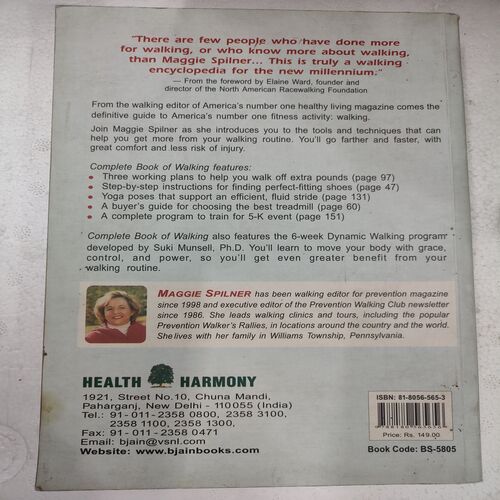 "There are few people who have done more
for walking, or who know more about walking,
than Maggie Spilner... This is truly a walking
encyclopedia for the new millennium."
— From the foreword by Elaine Ward, founder and
director of the North American Racewalking Foundation
From the walking editor of America's number one healthy living magazine comes the
definitive guide to America's number one fitness activity: walking.
Join Maggie Spilner as she introduces you to the tools and techniques that can
help you get more from your walking routine. You'll go farther and faster, with
great comfort and less risk of injury.
Complete Book of Walking features:
• Three working plans to help you walk off extra pounds (page 97)
• Step-by-step instructions for finding perfect-fitting shoes (page 47)
• Yoga poses that support an efficient, fluid stride (page 131)
• A buyer's guide for choosing the best treadmill (page 60)
• A complete program to train for 5-K event (page 151)
Complete Book of Walking also features the 6-week Dynamic Walking program
developed by Suki Munsell, Ph.D. You'll learn to move your body with grace,
control, and power, so you'll get even greater benefit from your
walking routine.
MAGGIE SPILNER has been walking editor for prevention magazine
since 1998 and executive editor of the Prevention Walking Club newsletter
since 1986. She leads walking clinics and tours, including the popular
Prevention Walker's Rallies, in locations around the country and the world.
She lives with her family in Williams Township, Pennsylvania.
HEALTH HARMONY
1921, Street No.10, Chuna Mandi,
Paharganj, New Delhi - 110055 (India)
Tel.: 91-011-2358 0800, 2358 3100,
2358 1100, 2358 1300,
Fax: 91-011-2358 0471
Email: bjain@vsnl.com
Website: www.bjainbooks.com
ISBN: 81-8056-565-3
Price: Rs. 149.00
Book Code: BS-5805